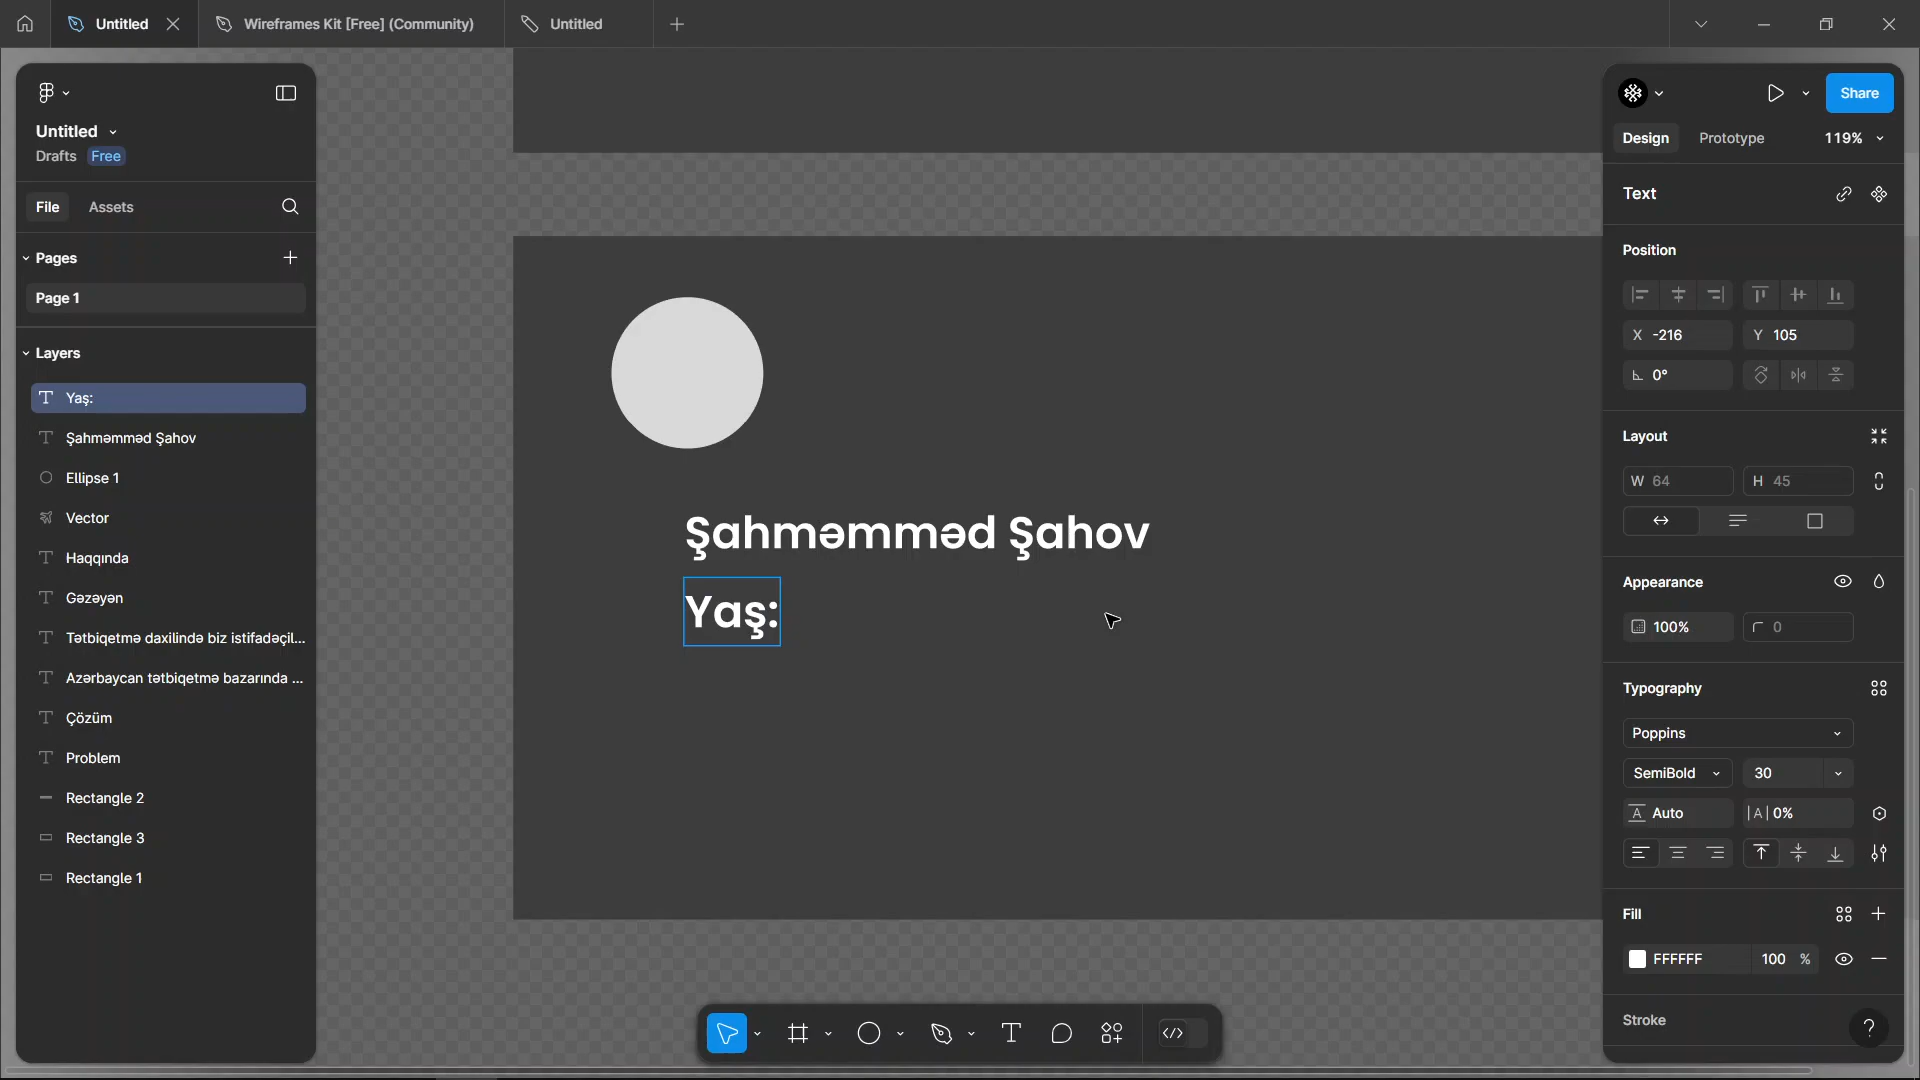 Untitled
Wireframes Kit [Free] (Community)
Untitled
Untitled
Drafts Free
File Assets
Pages
Page 1
Layers
Yaş:
Şahməmməd Şahov
Ellipse 1
Vector
Haqqında
Gəzəyən
Tətbiqetmə daxilində biz istifadəçil...
Azərbaycan tətbiqetmə bazarında ...
Çözüm
Problem
Rectangle 2
Rectangle 3
Rectangle 1
Şahməmməd Şahov
Yaş:
Share
Design Prototype 119%
Text
Position
X -216 Y 105
0°
Layout
W 64 H 45
Appearance
100% 0
Typography
Poppins
SemiBold 30
A Auto |A| 0%
Fill
FFFFFF 100 %
Stroke
?